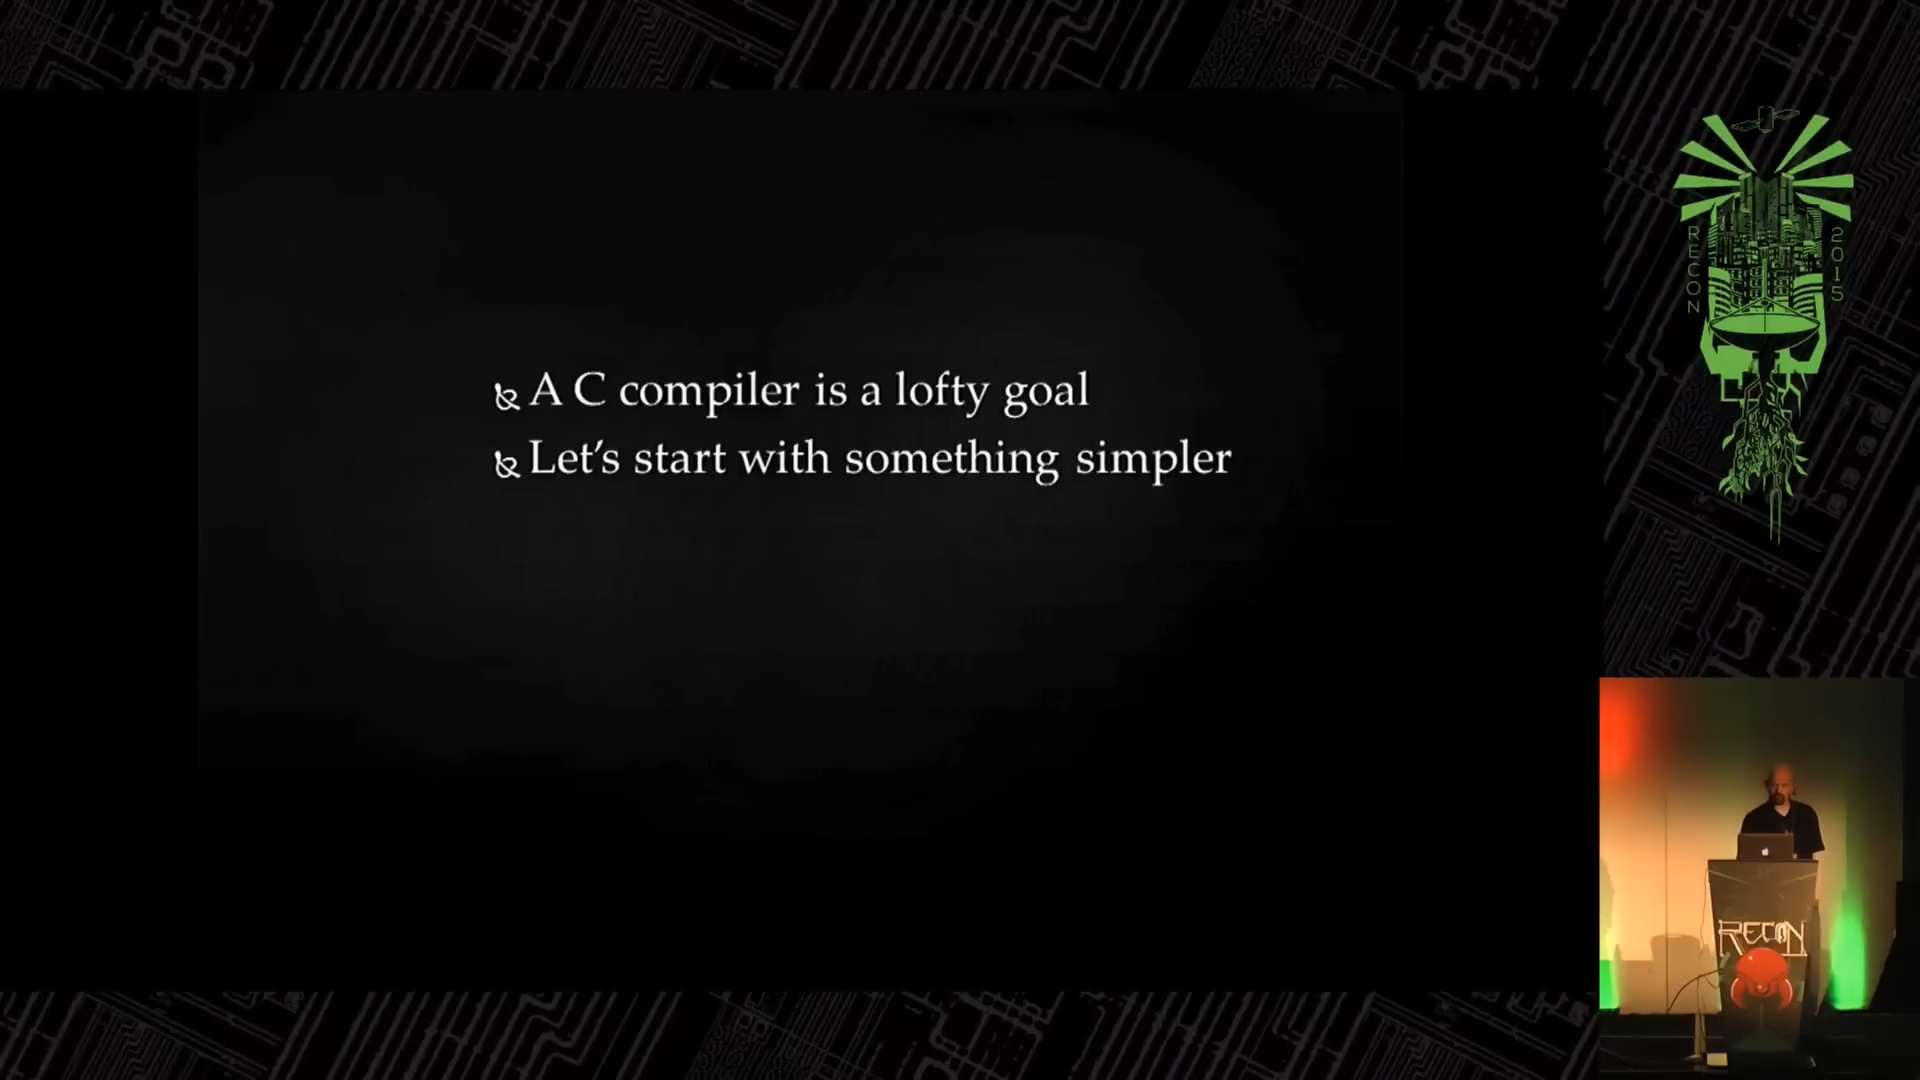 A C compiler is a lofty goal
Let's start with something simpler
RECON
2015
RECON